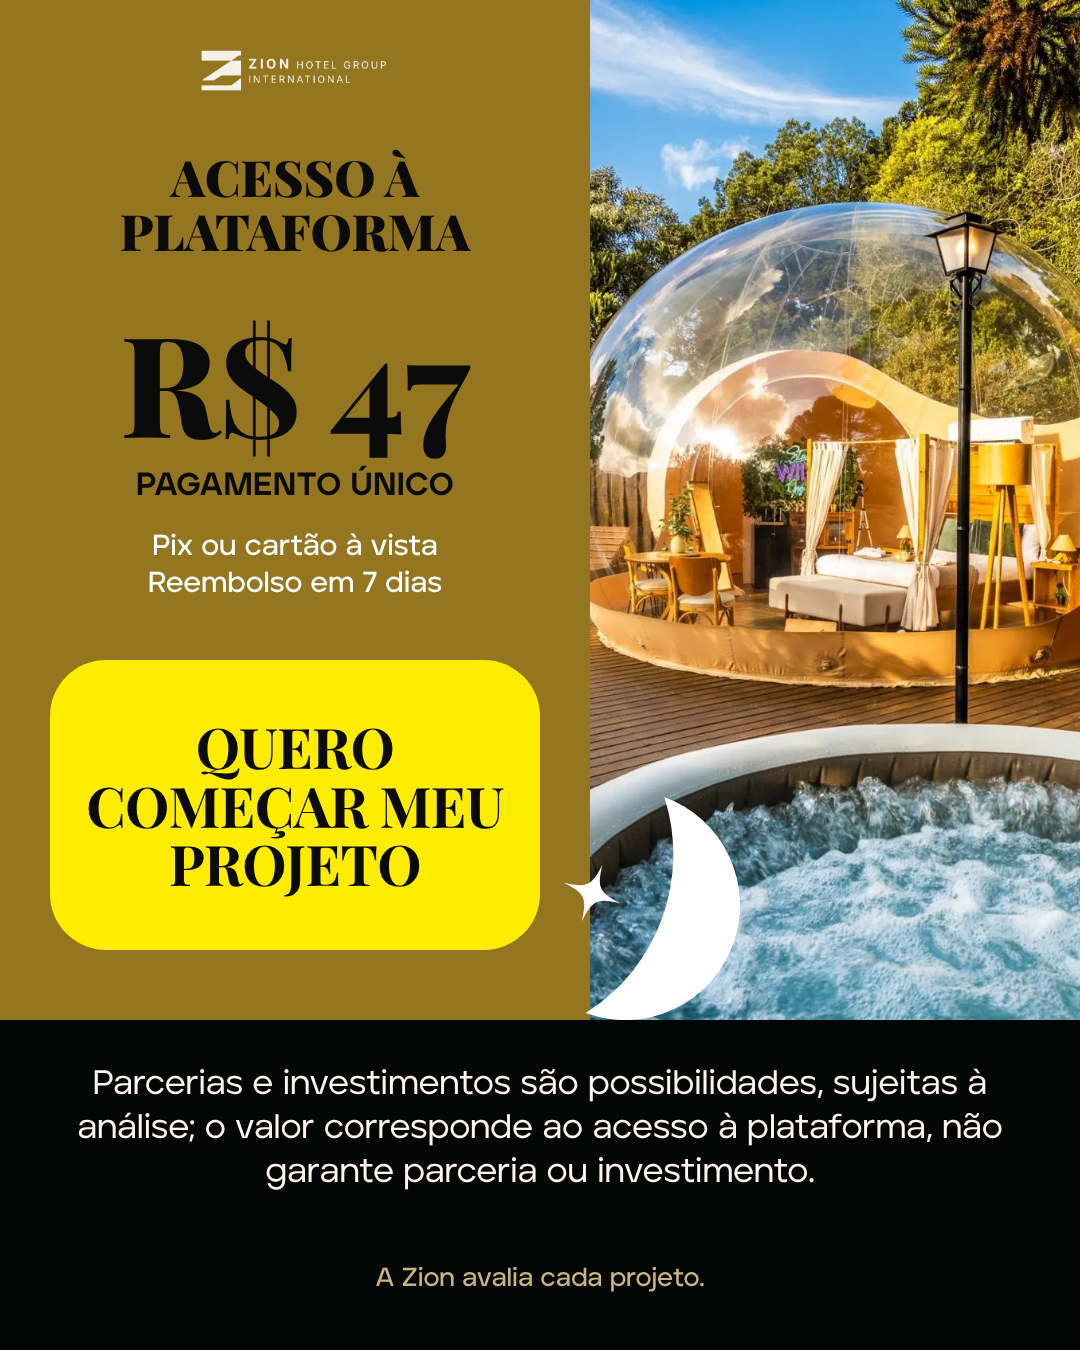 ZION HOTEL GROUP
INTERNATIONAL
ACESSO À
PLATAFORMA
R$ 47
PAGAMENTO ÚNICO
Pix ou cartão à vista
Reembolso em 7 dias
QUERO
COMEÇAR MEU
PROJETO
Parcerias e investimentos são possibilidades, sujeitas à
análise; o valor corresponde ao acesso à plataforma, não
garante parceria ou investimento.
A Zion avalia cada projeto.